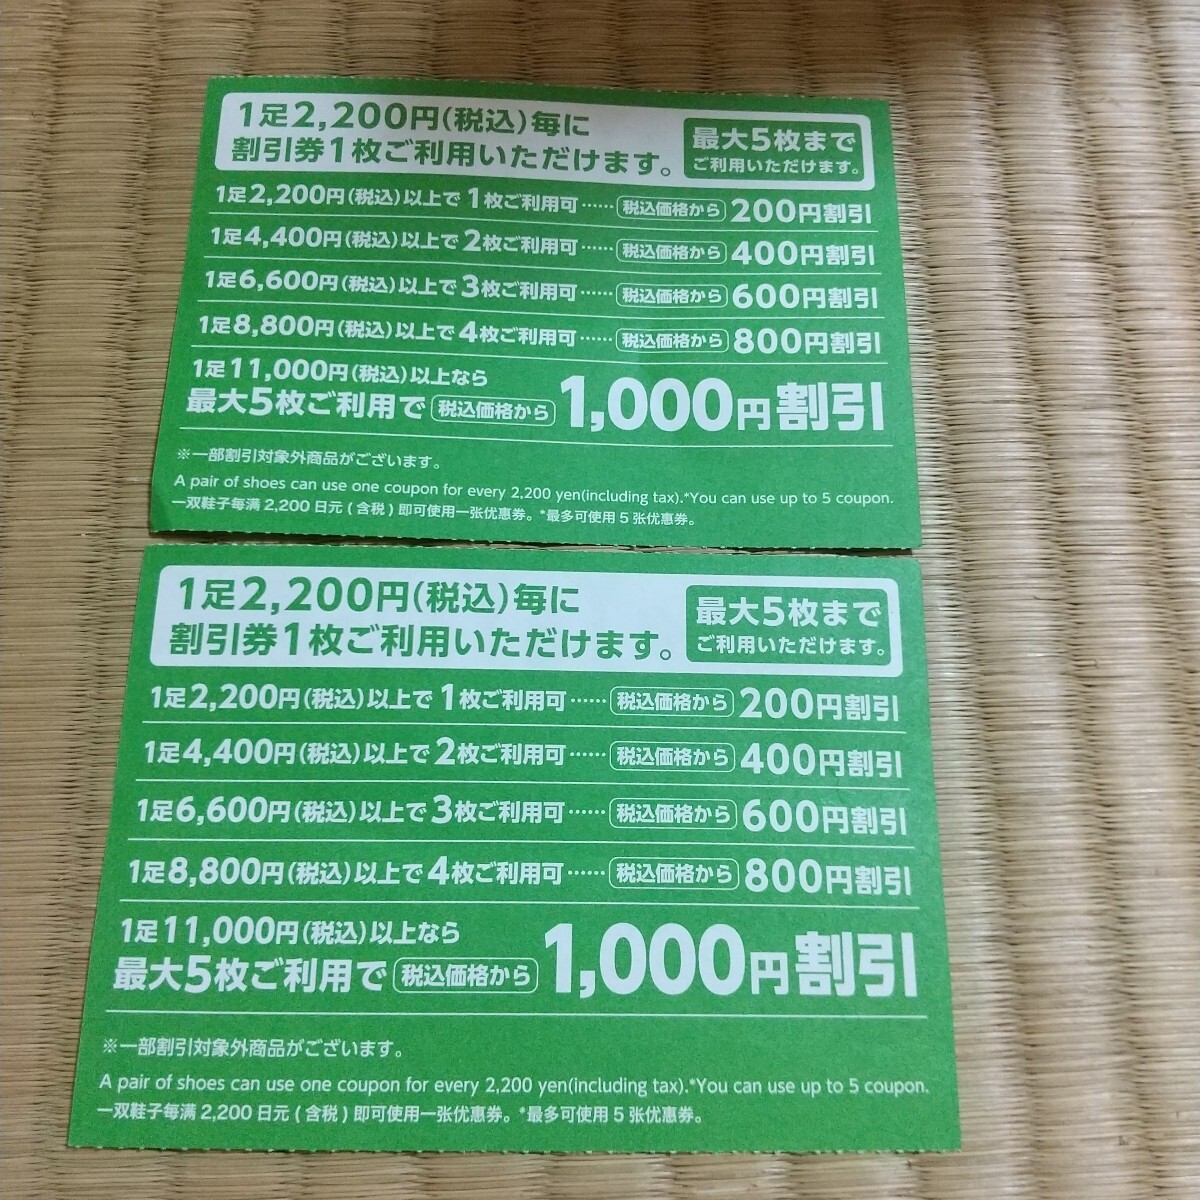 1足2,200円(税込)毎に
割引券1枚ご利用いただけます。
最大5枚まで
ご利用いただけます。
1足2,200円(税込)以上で 1枚ご利用可…… 税込価格から 200円割引
1足4,400円(税込)以上で 2枚ご利用可…… 税込価格から 400円割引
1足6,600円(税込)以上で 3枚ご利用可…… 税込価格から 600円割引
1足8,800円(税込)以上で 4枚ご利用可…… 税込価格から 800円割引
1足11,000円(税込)以上なら
最大5枚ご利用で 税込価格から 1,000円割引
※一部割引対象外商品がございます。
A pair of shoes can use one coupon for every 2,200 yen(including tax).*You can use up to 5 coupon.
一双鞋子每满 2,200 日元 (含税) 即可使用一张优惠券。*最多可使用 5 张优惠券。
1足2,200円(税込)毎に
割引券1枚ご利用いただけます。
最大5枚まで
ご利用いただけます。
1足2,200円(税込)以上で 1枚ご利用可…… 税込価格から 200円割引
1足4,400円(税込)以上で 2枚ご利用可…… 税込価格から 400円割引
1足6,600円(税込)以上で 3枚ご利用可…… 税込価格から 600円割引
1足8,800円(税込)以上で 4枚ご利用可…… 税込価格から 800円割引
1足11,000円(税込)以上なら
最大5枚ご利用で 税込価格から 1,000円割引
※一部割引対象外商品がございます。
A pair of shoes can use one coupon for every 2,200 yen(including tax).*You can use up to 5 coupon.
一双鞋子每满 2,200 日元 (含税) 即可使用一张优惠券。*最多可使用 5 张优惠券。